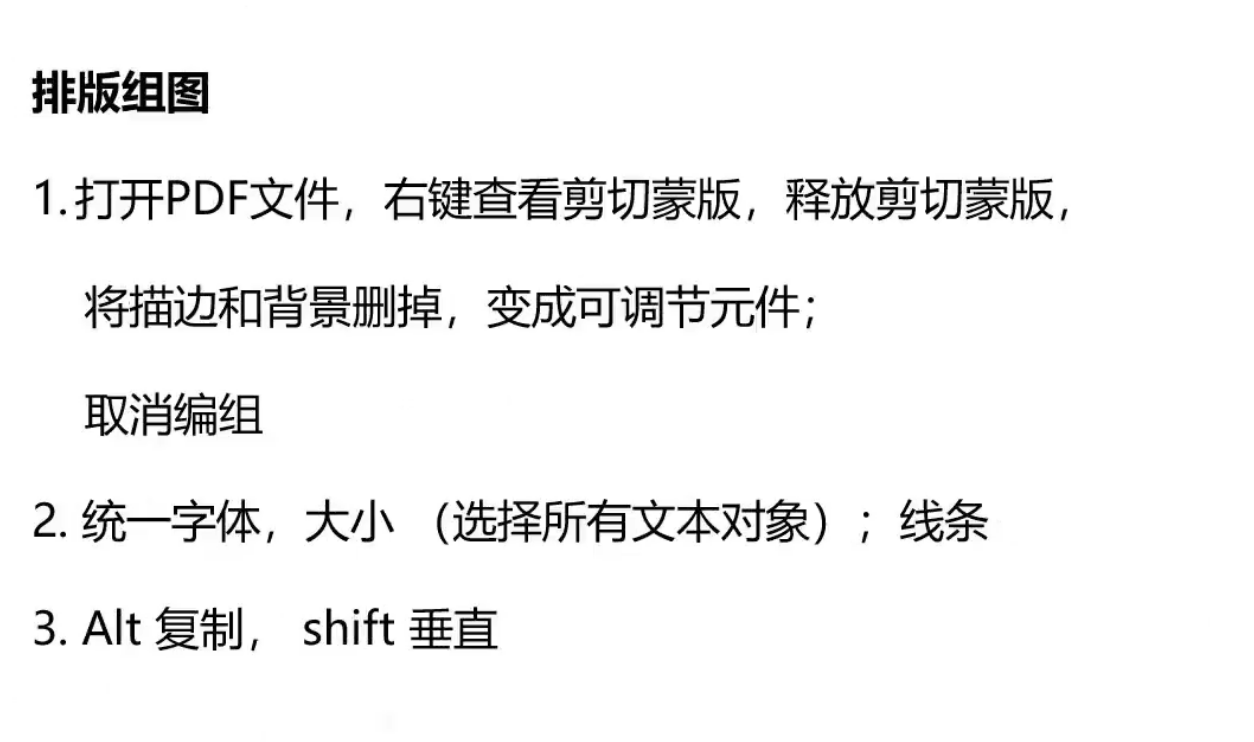 排版组图
1.打开PDF文件，右键查看剪切蒙版，释放剪切蒙版，
将描边和背景删掉，变成可调节元件；
取消编组
2. 统一字体，大小 （选择所有文本对象）；线条
3. Alt 复制， shift 垂直